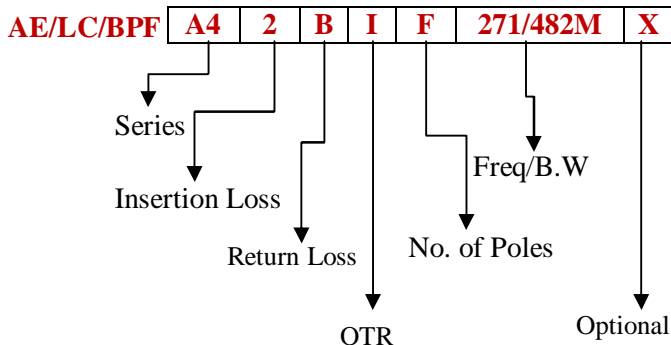 AE/LC/BPF A4 2 B I F 271/482M X
Series
Freq/B.W
Insertion Loss
Return Loss
No. of Poles
OTR
Optional